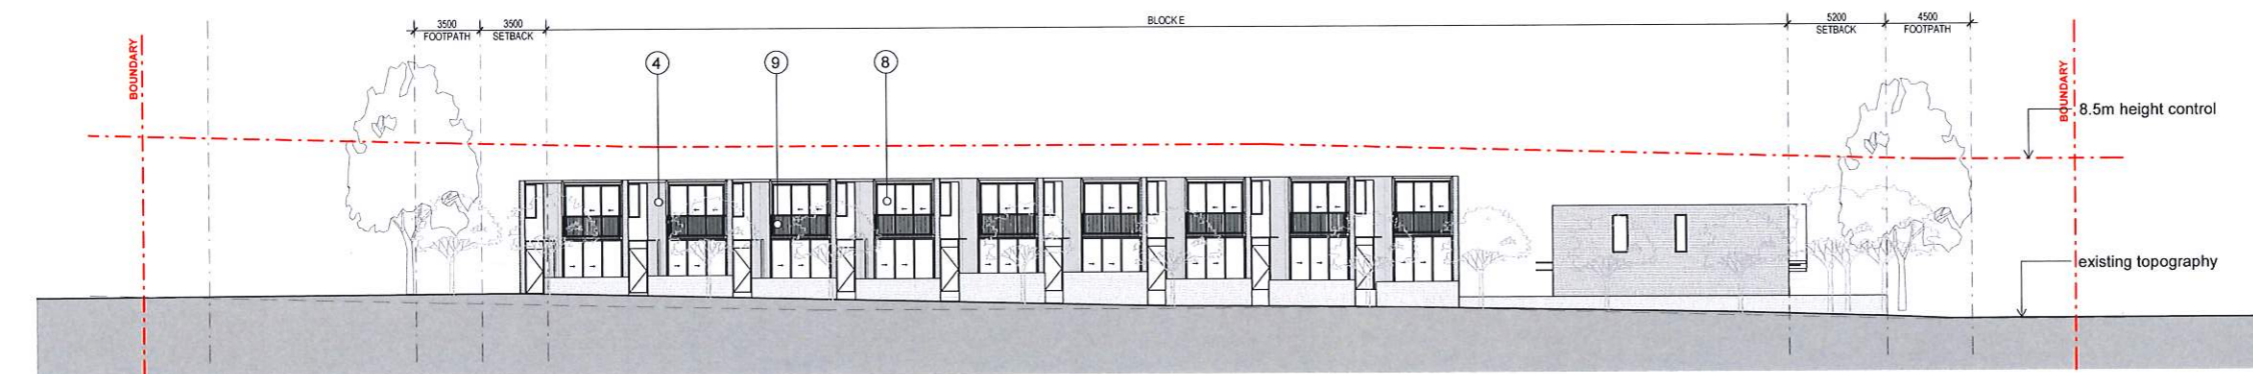 3500
FOOTPATH
3500
SETBACK
BLOCK E
5200
SETBACK
4500
FOOTPATH
BOUNDARY
4
9
8
BOUNDARY
8.5m height control
existing topography